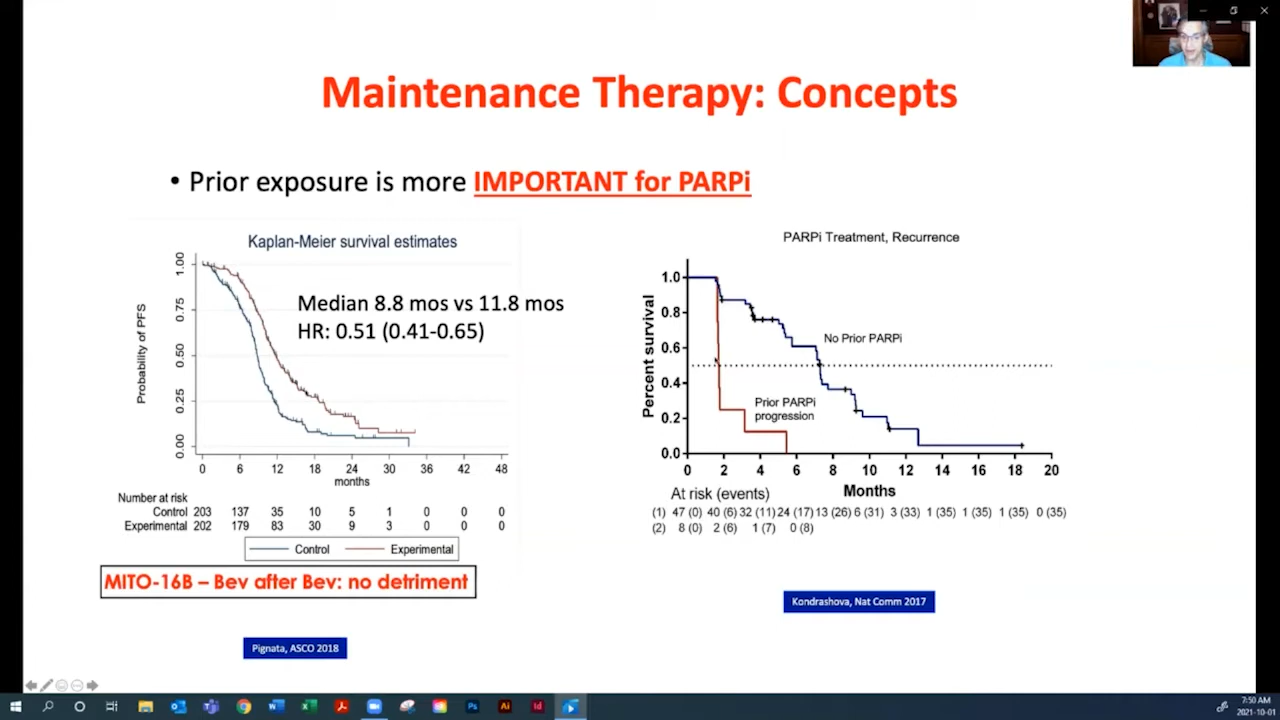 Maintenance Therapy: Concepts
• Prior exposure is more IMPORTANT for PARPi
Kaplan-Meier survival estimates
Probability of PFS
1.00
0.75
0.50
0.25
0.00
Median 8.8 mos vs 11.8 mos
HR: 0.51 (0.41-0.65)
0 6 12 18 24 30 36 42 48
months
Number at risk
Control 203 137 35 10 5 1 0 0 0
Experimental 202 179 83 30 9 3 0 0 0
Control Experimental
MITO-16B – Bev after Bev: no detriment
Pignata, ASCO 2018
PARPi Treatment, Recurrence
Percent survival
1.0
0.8
0.6
0.4
0.2
0.0
No Prior PARPi
Prior PARPi
progression
0 2 4 6 8 10 12 14 16 18 20
Months
At risk (events)
(1) 47 (0) 40 (6) 32 (11) 24 (17) 13 (26) 6 (31) 3 (33) 1 (35) 1 (35) 1 (35) 0 (35)
(2) 8 (0) 2 (6) 1 (7) 0 (8)
Kondrashova, Nat Comm 2017
7:50 AM
2021-10-01